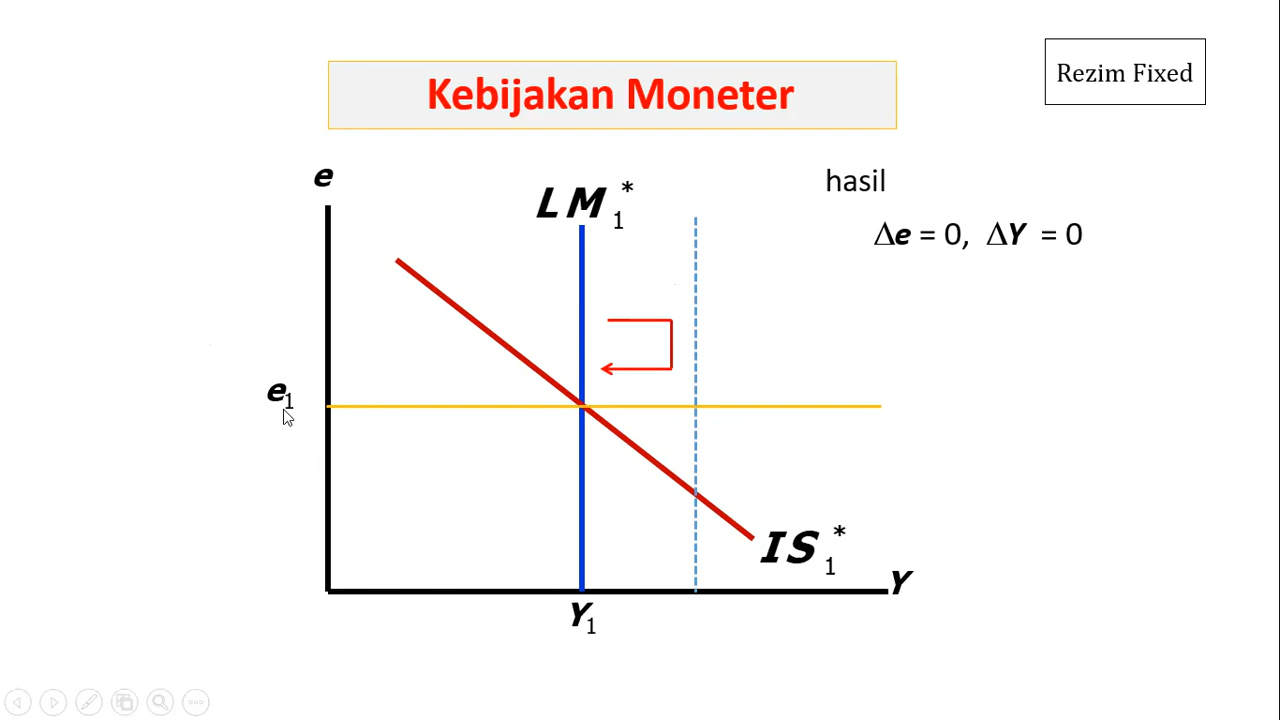 Rezim Fixed
Kebijakan Moneter
e
LM*1
hasil
Δe = 0, ΔY = 0
e1
IS*1
Y
Y1